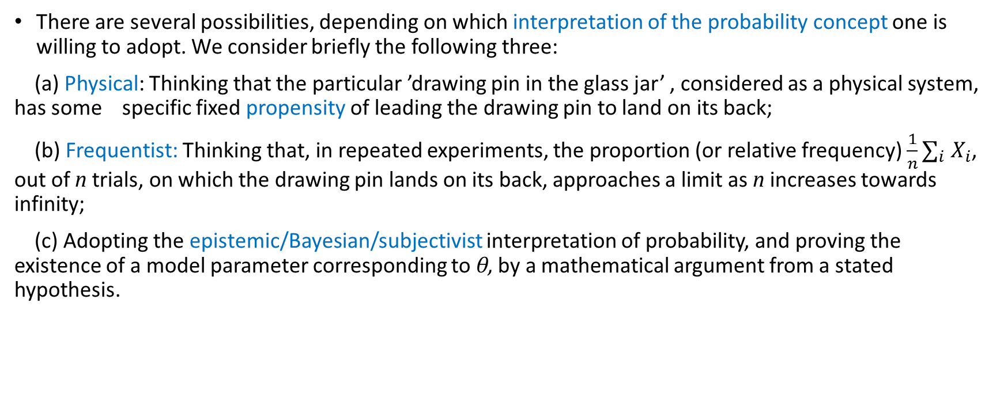 • There are several possibilities, depending on which interpretation of the probability concept one is
willing to adopt. We consider briefly the following three:
(a) Physical: Thinking that the particular ’drawing pin in the glass jar’ , considered as a physical system,
has some    specific fixed propensity of leading the drawing pin to land on its back;
(b) Frequentist: Thinking that, in repeated experiments, the proportion (or relative frequency) $\frac{1}{n}\sum_i X_i$,
out of n trials, on which the drawing pin lands on its back, approaches a limit as n increases towards
infinity;
(c) Adopting the epistemic/Bayesian/subjectivist interpretation of probability, and proving the
existence of a model parameter corresponding to θ, by a mathematical argument from a stated
hypothesis.